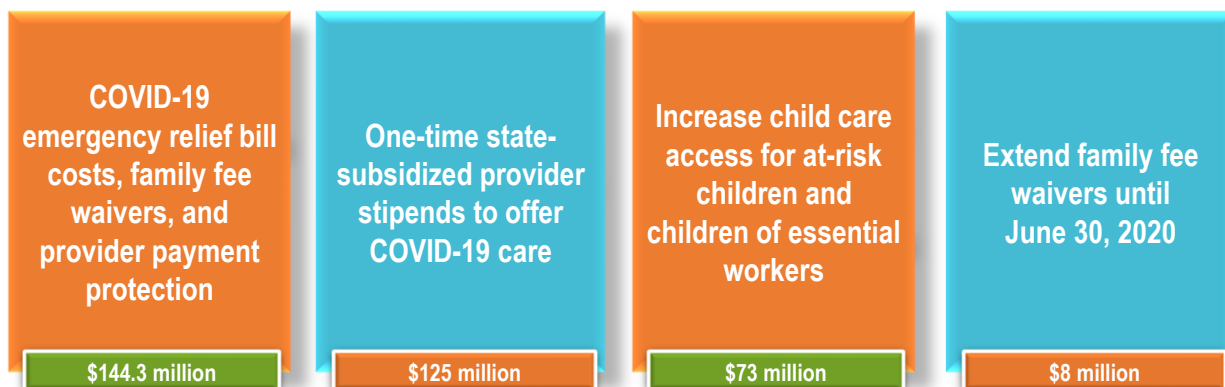 COVID-19
emergency relief bill
costs, family fee
waivers, and
provider payment
protection
$144.3 million
One-time state-
subsidized provider
stipends to offer
COVID-19 care
$125 million
Increase child care
access for at-risk
children and
children of essential
workers
$73 million
Extend family fee
waivers until
June 30, 2020
$8 million